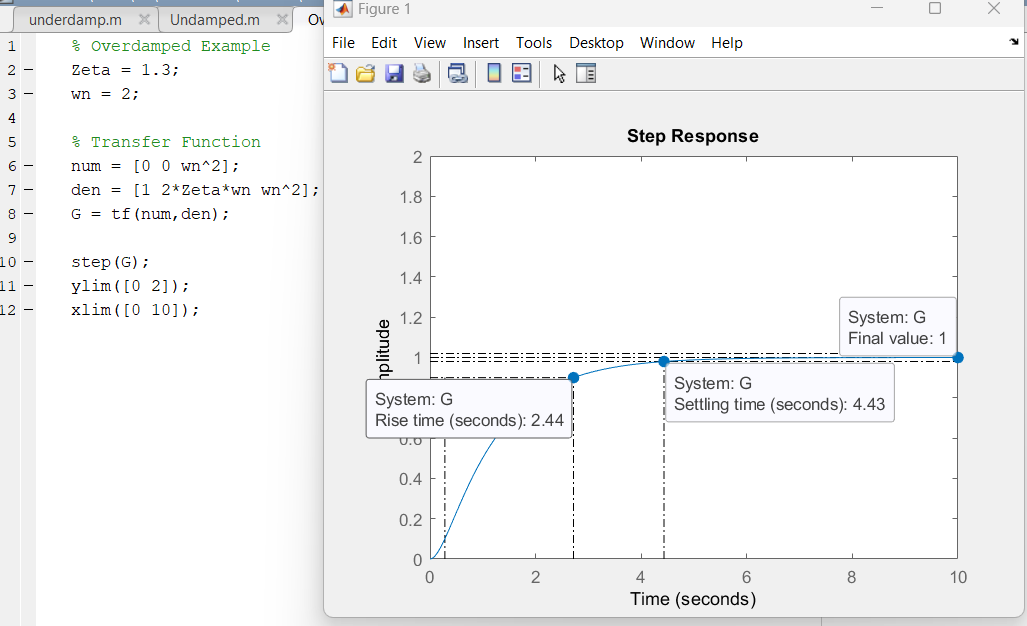 underdamp.m
Undamped.m
Ov
1 % Overdamped Example
2 – Zeta = 1.3;
3 – wn = 2;
4
5 % Transfer Function
6 – num = [0 0 wn^2];
7 – den = [1 2*Zeta*wn wn^2];
8 – G = tf(num,den);
9
10 – step(G);
11 – ylim([0 2]);
12 – xlim([0 10]);
Figure 1
File Edit View Insert Tools Desktop Window Help
Step Response
2
1.8
1.6
1.4
1.2
1
0.6
0.4
0.2
0
mplitude
System: G
Final value: 1
System: G
Settling time (seconds): 4.43
System: G
Rise time (seconds): 2.44
0 2 4 6 8 10
Time (seconds)